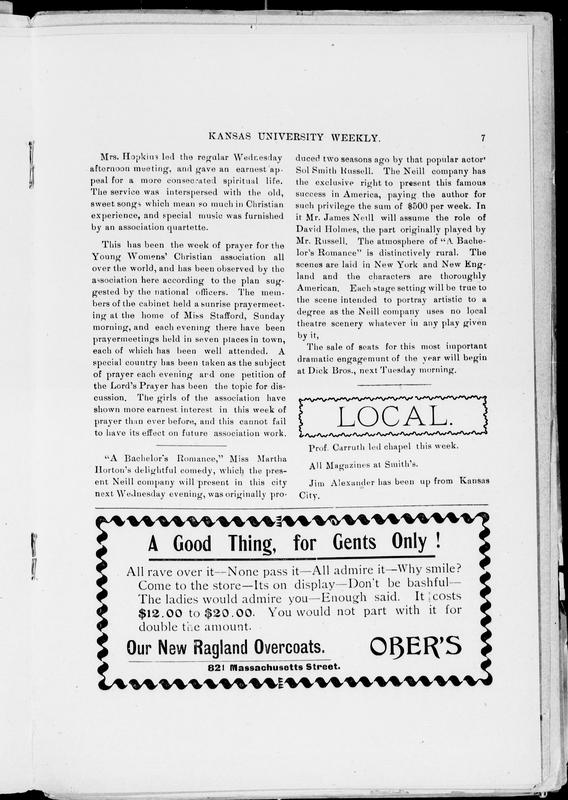 KANSAS UNIVERSITY WEEKLY. 7
Mrs. Hopkins led the regular Wednesday
afternoon meeting, and gave an earnest ap-
peal for a more consecrated spiritual life.
The service was interspersed with the old,
sweet songs which mean so much in Christian
experience, and special music was furnished
by an association quartette.
This has been the week of prayer for the
Young Womens' Christian association all
over the world, and has been observed by the
association here according to the plan sug-
gested by the national officers. The mem-
bers of the cabinet held a sunrise prayermeet-
ing at the home of Miss Stafford, Sunday
morning, and each evening there have been
prayermeetings held in seven places in town,
each of which has been well attended. A
special country has been taken as the subject
of prayer each evening and one petition of
the Lord's Prayer has been the topic for dis-
cussion. The girls of the association have
shown more earnest interest in this week of
prayer than ever before, and this cannot fail
to have its effect on future association work.
"A Bachelor's Romance," Miss Martha
Horton's delightful comedy, which the pres-
ent Neill company will present in this city
next Wednesday evening, was originally pro-
duced two seasons ago by that popular actor'
Sol Smith Russell. The Neill company has
the exclusive right to present this famous
success in America, paying the author for
such privilege the sum of $500 per week. In
it Mr. James Neill will assume the role of
David Holmes, the part originally played by
Mr. Russell. The atmosphere of "A Bache-
lor's Romance" is distinctively rural. The
scenes are laid in New York and New Eng-
land and the characters are thoroughly
American. Each stage setting will be true to
the scene intended to portray artistic to a
degree as the Neill company uses no local
theatre scenery whatever in any play given
by it,
The sale of seats for this most important
dramatic engagement of the year will begin
at Dick Bros., next Tuesday morning.
LOCAL.
Prof. Carruth led chapel this week.
All Magazines at Smith's.
Jim Alexander has been up from Kansas
City.
A Good Thing, for Gents Only!
All rave over it—None pass it—All admire it—Why smile?
Come to the store—Its on display—Don't be bashful—
The ladies would admire you—Enough said. It costs
$12.00 to $20.00. You would not part with it for
double the amount.
Our New Ragland Overcoats. OBER'S
821 Massachusotts Street.